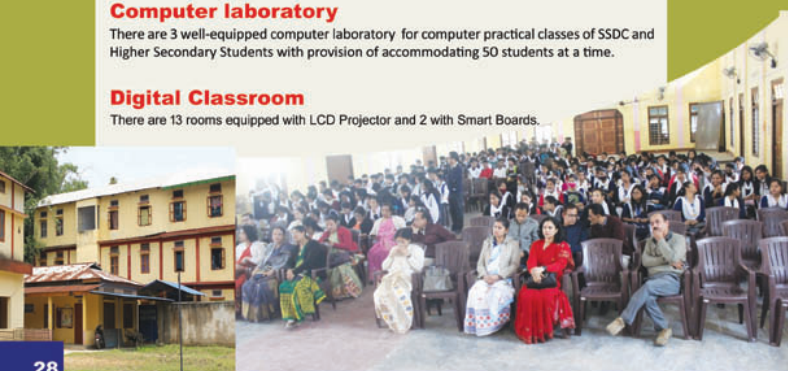 Computer laboratory
There are 3 well-equipped computer laboratory for computer practical classes of SSDC and
Higher Secondary Students with provision of accommodating 50 students at a time.
Digital Classroom
There are 13 rooms equipped with LCD Projector and 2 with Smart Boards.
28